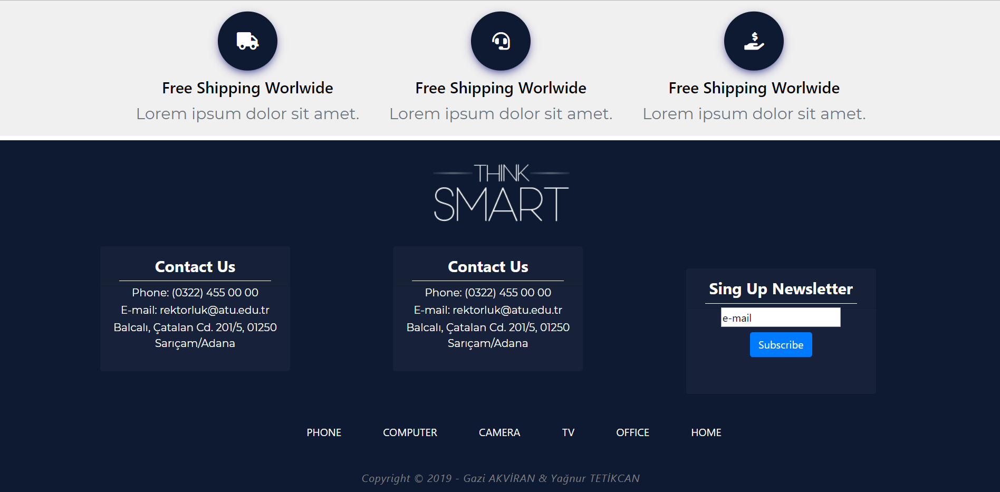 Free Shipping Worlwide
Lorem ipsum dolor sit amet.
Free Shipping Worlwide
Lorem ipsum dolor sit amet.
Free Shipping Worlwide
Lorem ipsum dolor sit amet.
THINK
SMART
Contact Us
Phone: (0322) 455 00 00
E-mail: rektorluk@atu.edu.tr
Balcalı, Çatalan Cd. 201/5, 01250
Sarıçam/Adana
Contact Us
Phone: (0322) 455 00 00
E-mail: rektorluk@atu.edu.tr
Balcalı, Çatalan Cd. 201/5, 01250
Sarıçam/Adana
Sing Up Newsletter
e-mail
Subscribe
PHONE COMPUTER CAMERA TV OFFICE HOME
Copyright © 2019 - Gazi AKVİRAN & Yağnur TETİKCAN